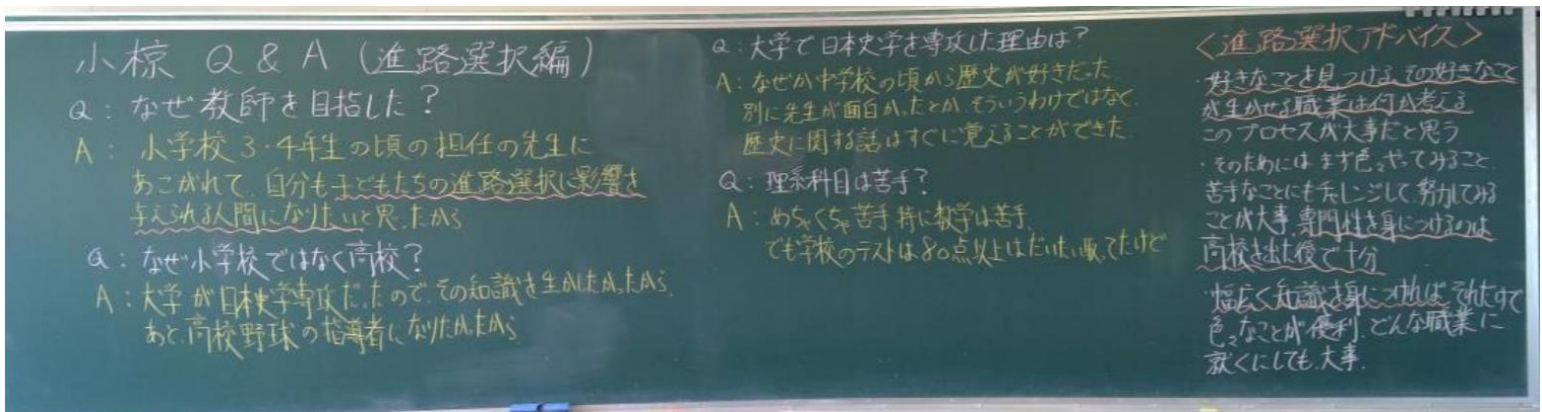 小椋 Q & A (進路選択編)
Q:なぜ教師を目指した?
A:小学校3・4年生の頃の担任の先生に
あこがれて、自分も子どもたちの進路選択に影響を
与えられる人間になりたいと思ったから
Q:なぜ小学校ではなく高校?
A:大学が日本史学専攻だったので、その知識を生かしたかったから。
あと、高校野球の指導者になりたかったから
Q:大学で日本史学を専攻した理由は?
A:なぜか中学校の頃から歴史が好きだった
別に先生が面白かったとか、そういうわけではなく、
歴史に関する話はすぐに覚えることができた
Q:理系科目は苦手?
A:めちゃくちゃ苦手 特に数学は苦手、
でも学校のテストは80点以上はだいたい取ってたけど
<進路選択アドバイス>
・好きなことを見つける、その好きなこと
が生かせる職業は何か考える
このプロセスが大事だと思う
・そのためにはまず色々やってみること、
苦手なことにもチャレンジして、努力してみる
ことが大事、専門性を身につけるのは
高校を出た後で十分
・幅広く知識を身につければそれだけで
色々なことが有利、どんな職業に
就くにしても、大事。